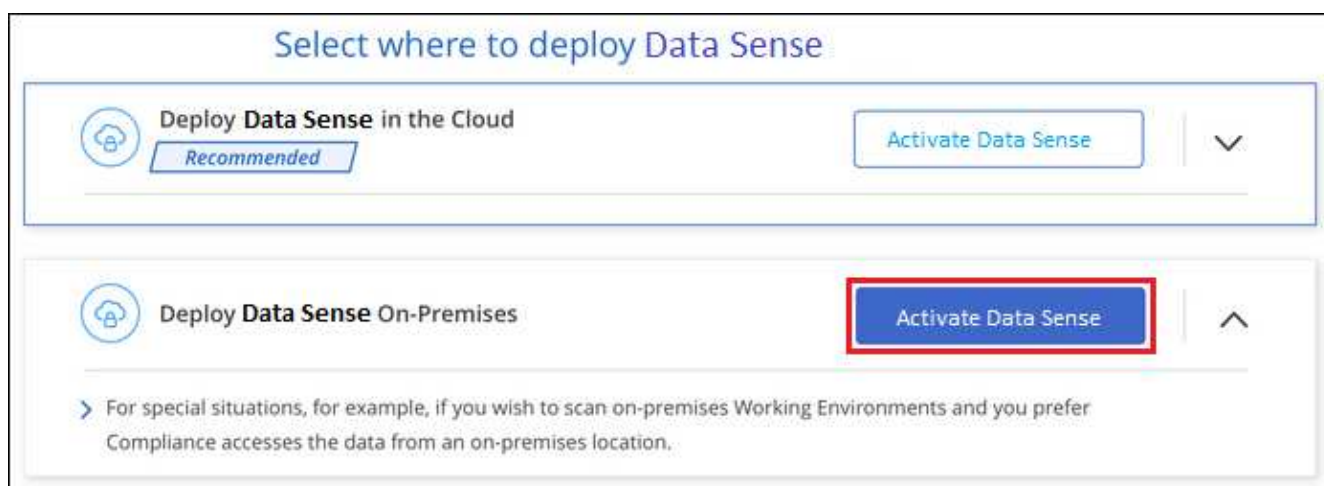 Select where to deploy Data Sense
Deploy Data Sense in the Cloud
Recommended
Activate Data Sense
Deploy Data Sense On-Premises
Activate Data Sense
For special situations, for example, if you wish to scan on-premises Working Environments and you prefer
Compliance accesses the data from an on-premises location.